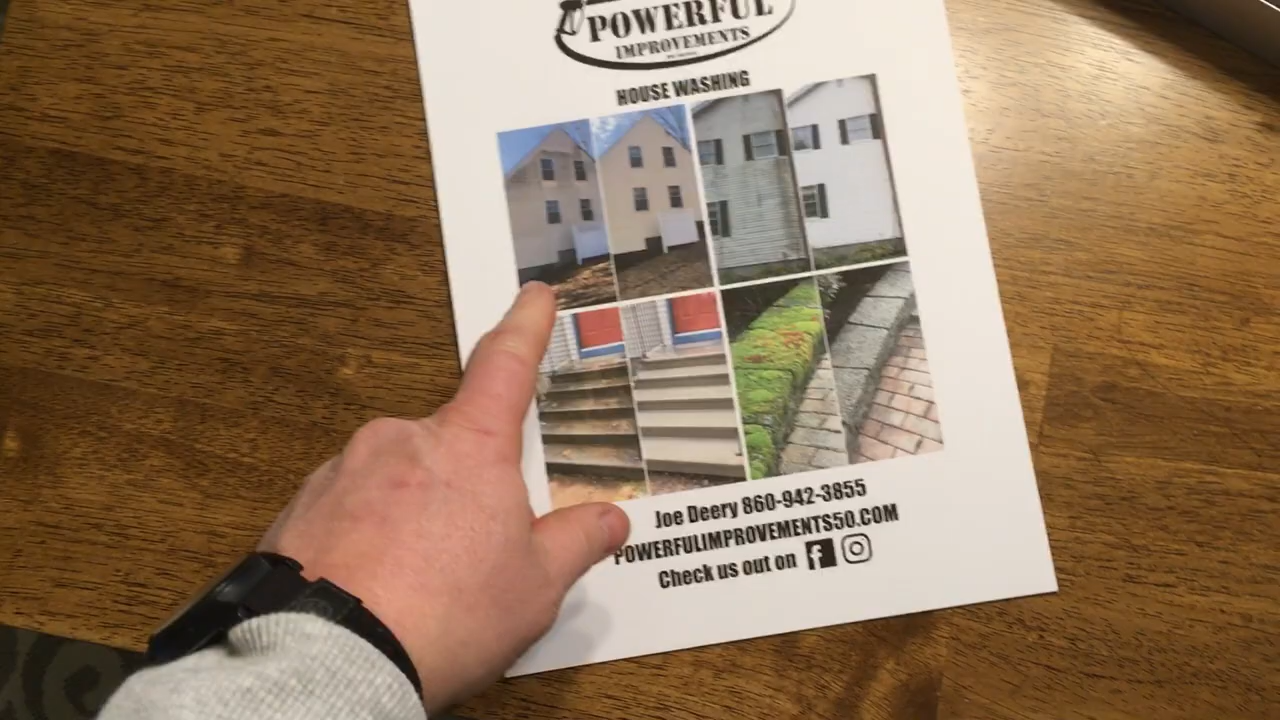 POWERFUL
IMPROVEMENTS
HOUSE WASHING
Joe Deery 860-942-3855
POWERFULIMPROVEMENTS50.COM
Check us out on